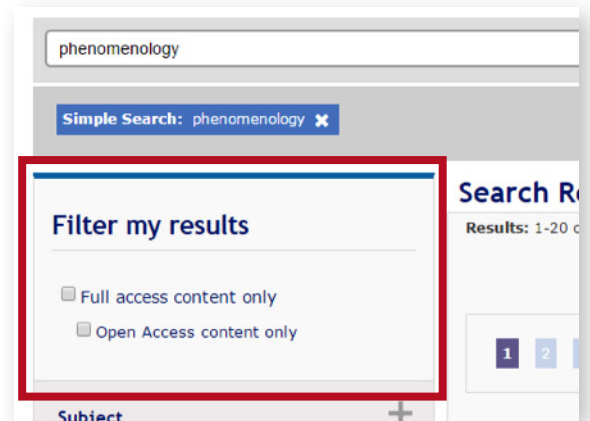 phenomenology
Simple Search: phenomenology ✖
Filter my results
Full access content only
Open Access content only
Subject
Search
Results: 1-20
1 2